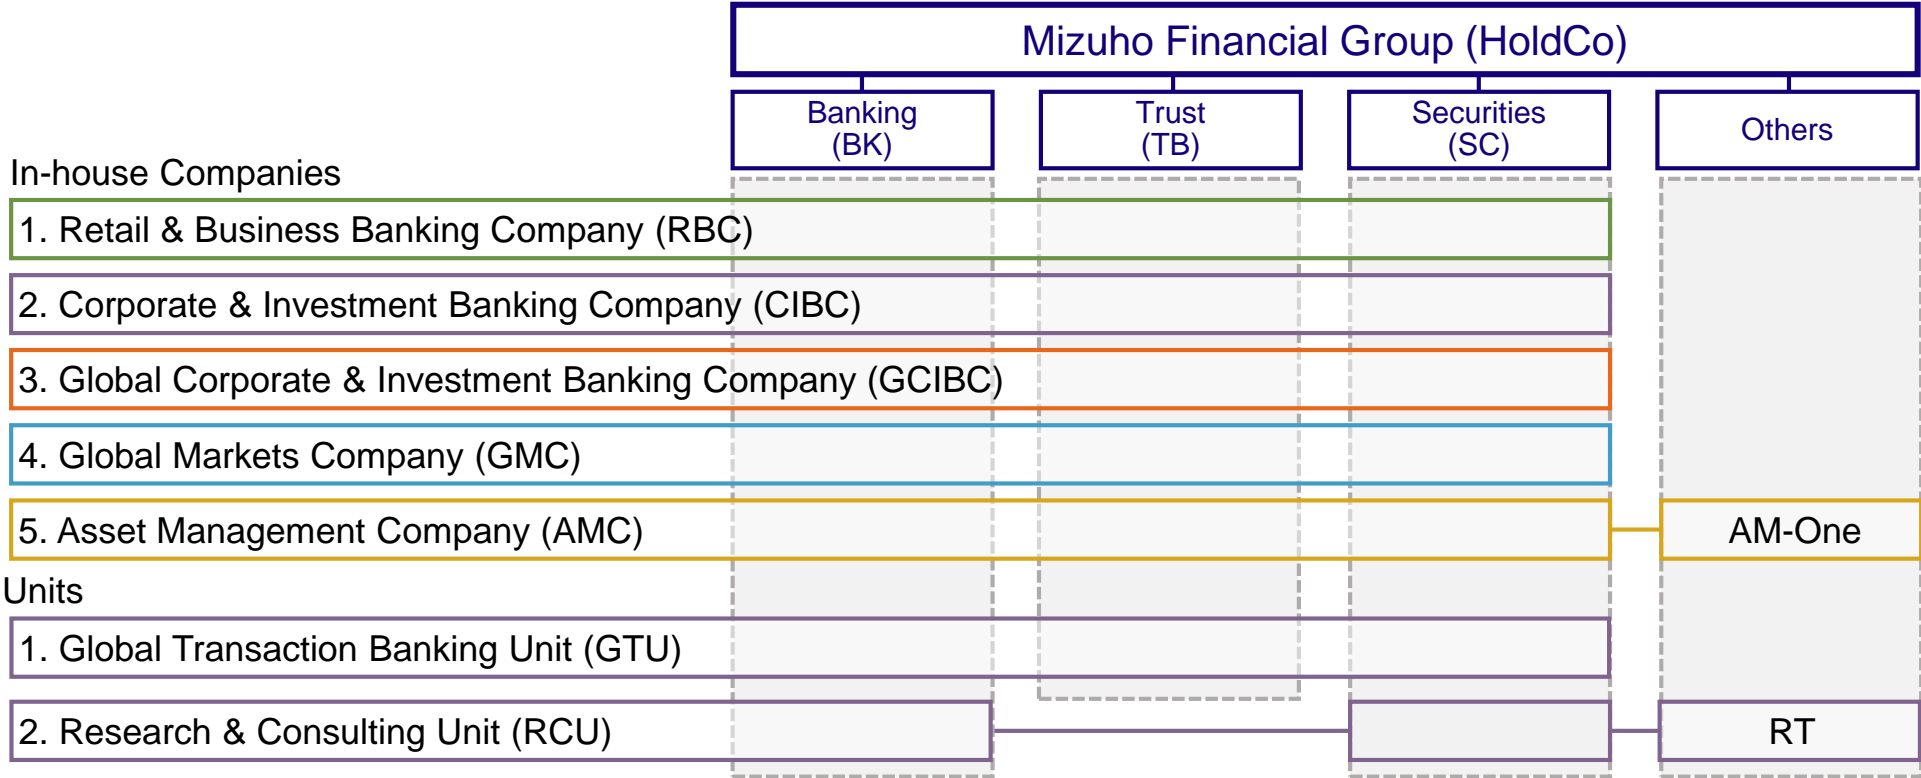 Mizuho Financial Group (HoldCo)
Banking
(BK)
Trust
(TB)
Securities
(SC)
Others
In-house Companies
1. Retail & Business Banking Company (RBC)
2. Corporate & Investment Banking Company (CIBC)
3. Global Corporate & Investment Banking Company (GCIBC)
4. Global Markets Company (GMC)
5. Asset Management Company (AMC)
AM-One
Units
1. Global Transaction Banking Unit (GTU)
2. Research & Consulting Unit (RCU)
RT